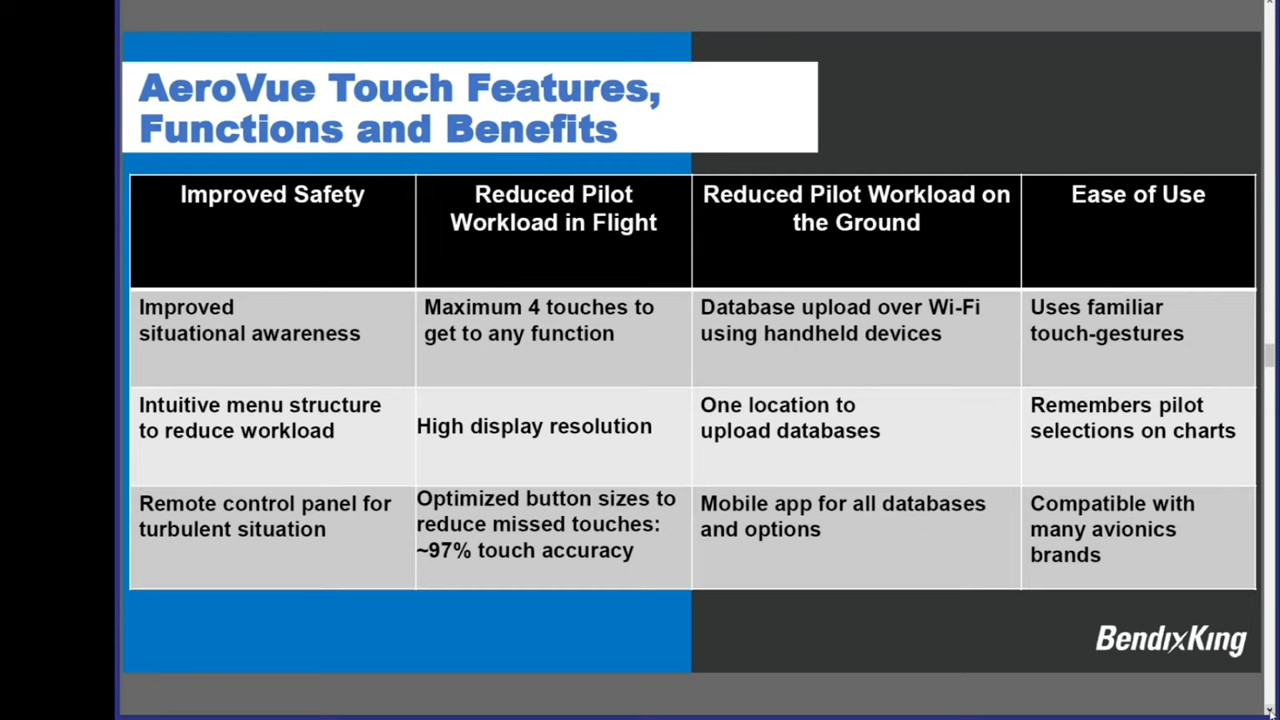 AeroVue Touch Features,
Functions and Benefits
Improved Safety
Reduced Pilot
Workload in Flight
Reduced Pilot Workload on
the Ground
Ease of Use
Improved
situational awareness
Maximum 4 touches to
get to any function
Database upload over Wi-Fi
using handheld devices
Uses familiar
touch-gestures
Intuitive menu structure
to reduce workload
High display resolution
One location to
upload databases
Remembers pilot
selections on charts
Remote control panel for
turbulent situation
Optimized button sizes to
reduce missed touches:
~97% touch accuracy
Mobile app for all databases
and options
Compatible with
many avionics
brands
BendixKing